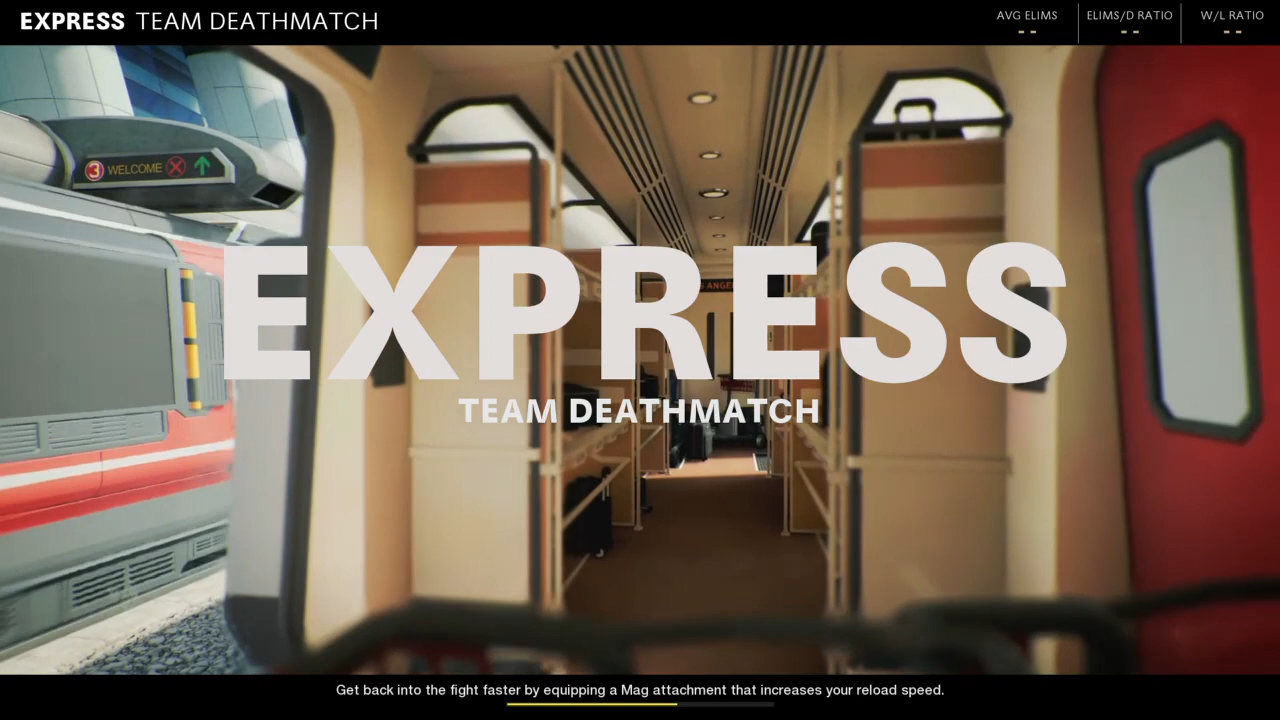 EXPRESS TEAM DEATHMATCH
AVG ELIMS
- -
ELIMS/D RATIO
- -
W/L RATIO
- -
3 WELCOME
EXPRESS
TEAM DEATHMATCH
Get back into the fight faster by equipping a Mag attachment that increases your reload speed.